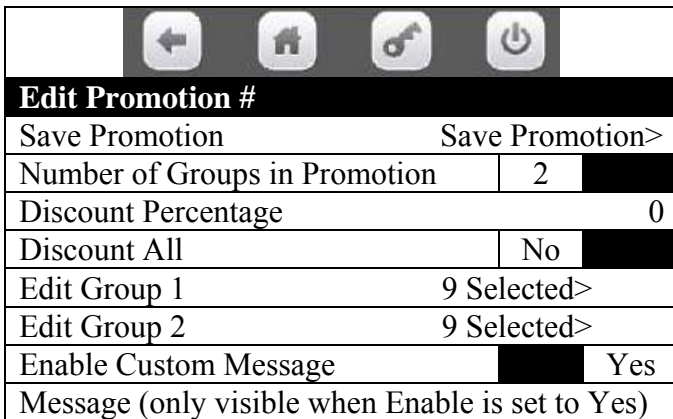 Edit Promotion #
Save Promotion Save Promotion>
Number of Groups in Promotion 2
Discount Percentage 0
Discount All No
Edit Group 1 9 Selected>
Edit Group 2 9 Selected>
Enable Custom Message Yes
Message (only visible when Enable is set to Yes)